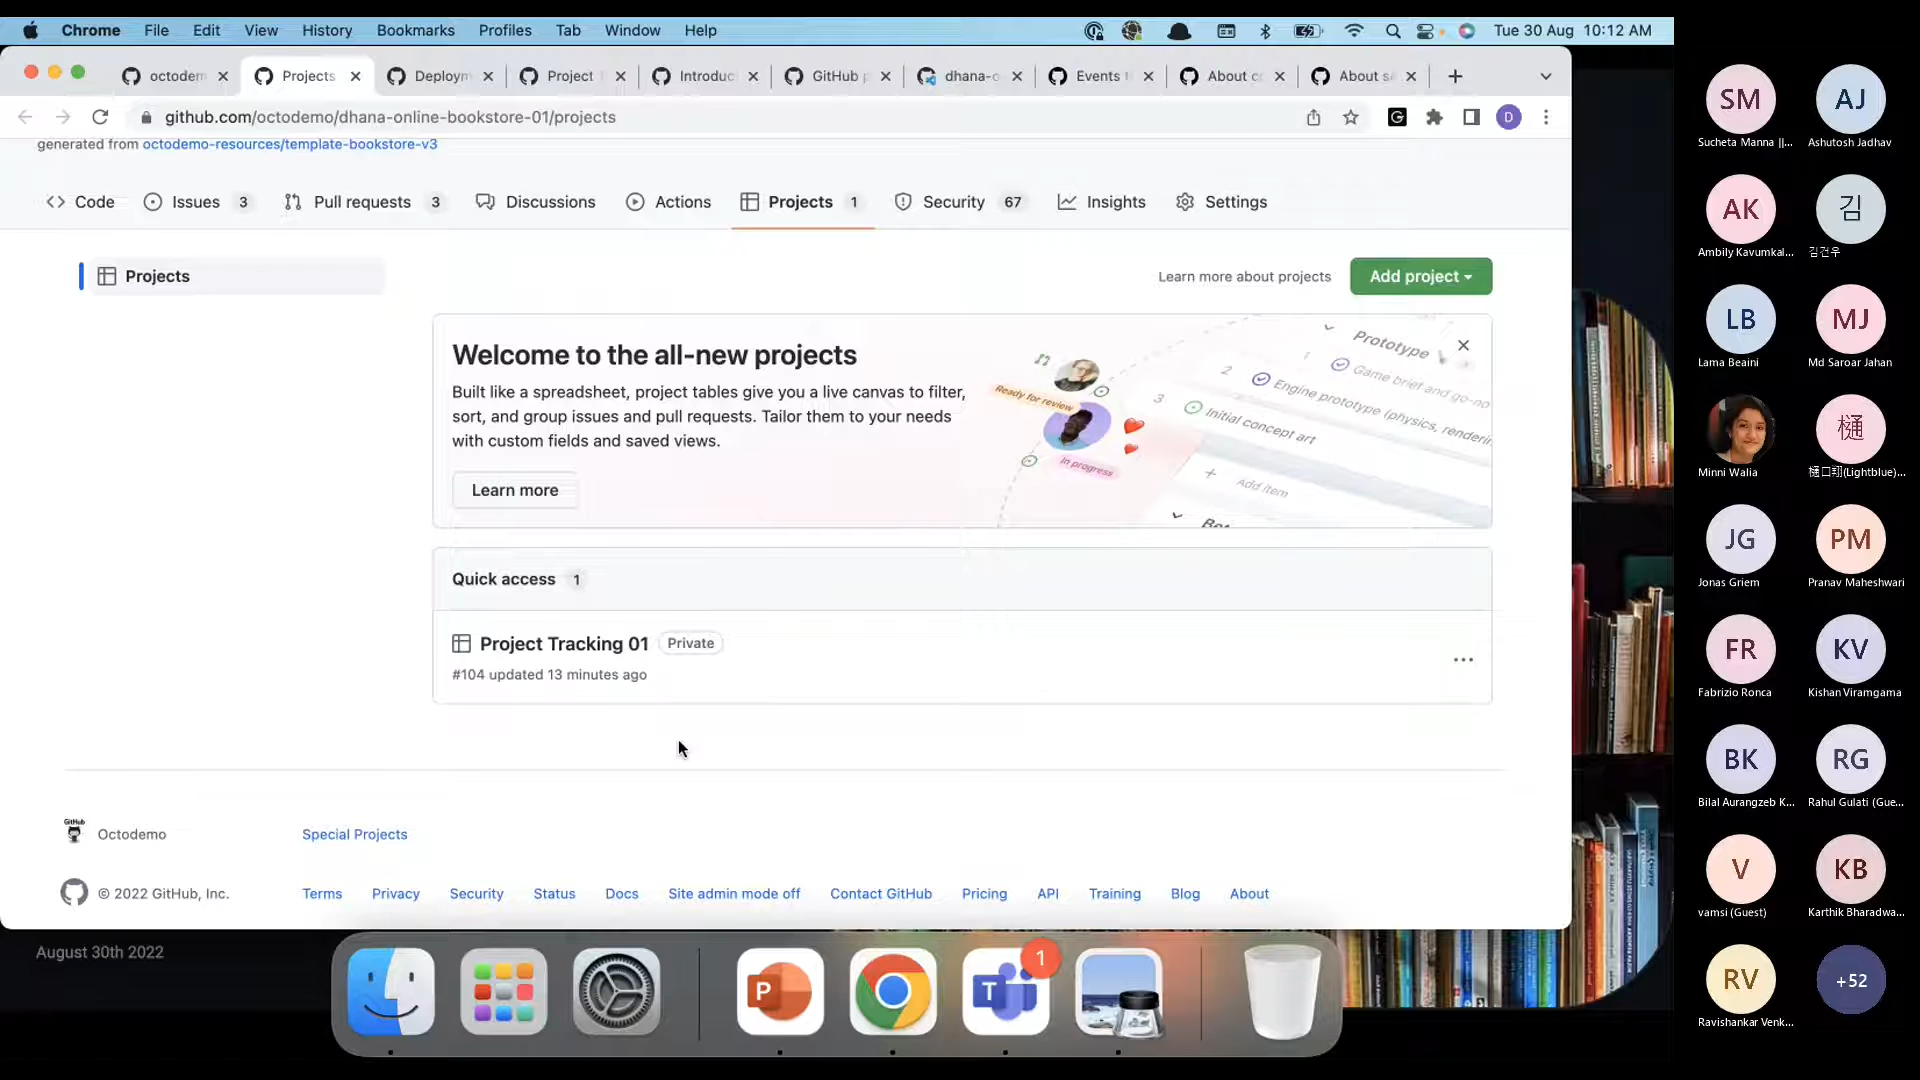 Chrome File Edit View History Bookmarks Profiles Tab Window Help Tue 30 Aug 10:12 AM
octodem Projects Deploym Project Introduc GitHub p dhana-o Events t About c About s
github.com/octodemo/dhana-online-bookstore-01/projects D
generated from octodemo-resources/template-bookstore-v3
Code Issues 3 Pull requests 3 Discussions Actions Projects 1 Security 67 Insights Settings
Projects
Learn more about projects Add project
Welcome to the all-new projects
Built like a spreadsheet, project tables give you a live canvas to filter,
sort, and group issues and pull requests. Tailor them to your needs
with custom fields and saved views.
Learn more
Prototype
1 Game brief and go-no
2 Engine prototype (physics, renderin
3 Initial concept art
Add item
Ready for review
In progress
Quick access 1
Project Tracking 01 Private
#104 updated 13 minutes ago
GitHub
Octodemo Special Projects
© 2022 GitHub, Inc. Terms Privacy Security Status Docs Site admin mode off Contact GitHub Pricing API Training Blog About
August 30th 2022
P
T
1
SM
Sucheta Manna ||...
AJ
Ashutosh Jadhav
AK
Ambily Kavumkal...
김
김건우
LB
Lama Beaini
MJ
Md Saroar Jahan
Minni Walia
樋
樋口翔(Lightblue)...
JG
Jonas Griem
PM
Pranav Maheshwari
FR
Fabrizio Ronca
KV
Kishan Viramgama
BK
Bilal Aurangzeb K...
RG
Rahul Gulati (Gue...
V
vamsi (Guest)
KB
Karthik Bharadwa...
RV
Ravishankar Venk...
+52